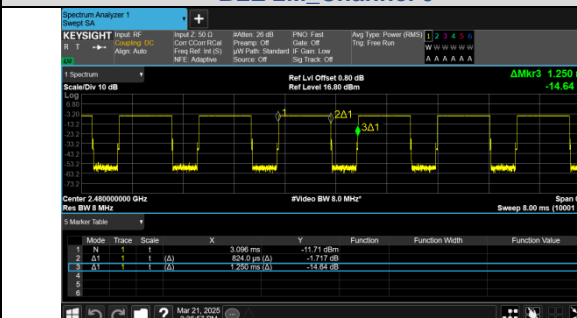 Spectrum Analyzer 1
Swept SA
KEYSIGHT Input: RF Input Z: 50 Ω #Atten: 26 dB PNO: Fast Avg Type: Power (RMS) 1 2 3 4 5 6
R T Coupling: DC Corr CCorr RCal Preamp: Off Gate: Off Trig: Free Run W W W W W W
Align: Auto Freq Ref: Int (S) µW Path: Standard IF Gain: Low
NFE: Adaptive Source: Off Sig Track: Off A A A A A A
1 Spectrum
Scale/Div 10 dB
Ref Lvl Offset 0.80 dB
Ref Level 16.80 dBm
ΔMkr3 1.250
-14.64
Log
6.80
-3.20
-13.2
-23.2
-33.2
-43.2
-53.2
-63.2
-73.2
1
2Δ1
3Δ1
Center 2.480000000 GHz #Video BW 8.0 MHz* Span
Res BW 8 MHz Sweep 8.00 ms (10001
5 Marker Table
Mode Trace Scale X Y Function Function Width Function Value
1 N 1 t 3.096 ms -11.71 dBm
2 Δ1 1 t (Δ) 824.0 µs (Δ) -1.717 dB
3 Δ1 1 t (Δ) 1.250 ms (Δ) -14.64 dB
4
5
6
? Mar 21, 2025